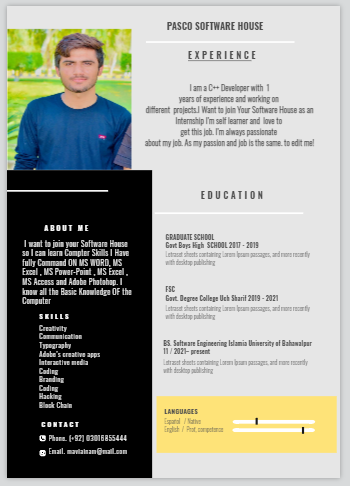 PASCO SOFTWARE HOUSE
EXPERIENCE
I am a C++ Developer with 1
years of experience and working on
different projects.I Want to join Your Software House as an
Internship I'm self learner and love to
get this job. I'm always passionate
about my job. As my passion and job is the same. to edit me!
EDUCATION
GRADUATE SCHOOL
Govt Boys High SCHOOL 2017 - 2019
Letraset sheets containing Lorem Ipsum passages, and more recently
with desktop publishing
FSC
Govt. Degree College Uch Sharif 2019 - 2021
Letraset sheets containing Lorem Ipsum passages, and more recently
with desktop publishing
BS. Software Engineering Islamia University of Bahawalpur
11 / 2021- present
Letraset sheets containing Lorem Ipsum passages, and more recently
with desktop publishing
LANGUAGES
Español / Native
English / Prof. competence
ABOUT ME
I want to join your Software House
so I can learn Compter Skills I Have
fully Command ON MS WORD, MS
Excel , MS Power-Point , MS Excel ,
MS Access and Adobe Photohop. I
know all the Basic Knowledge Of the
Computer
SKILLS
Creativity
Communication
Typography
Adobe's creative apps
Interactive media
Coding
Branding
Coding
Hacking
Block Chain
CONTACT
Phone. (+92) 03016855444
Email.